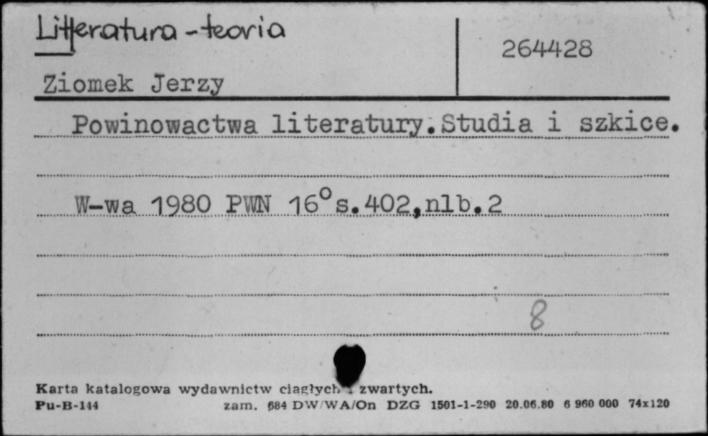 Literatura - teoria
264428
Ziomek Jerzy
Powinowactwa literatury. Studia i szkice.
W-wa 1980 PWN 16° s.402,nlb.2
8
Karta katalogowa wydawnictw ciągłych i zwartych.
Pu-B-144 zam. 684 DW/WA/On DZG 1501-1-290 20.06.80 6 960 000 74x120